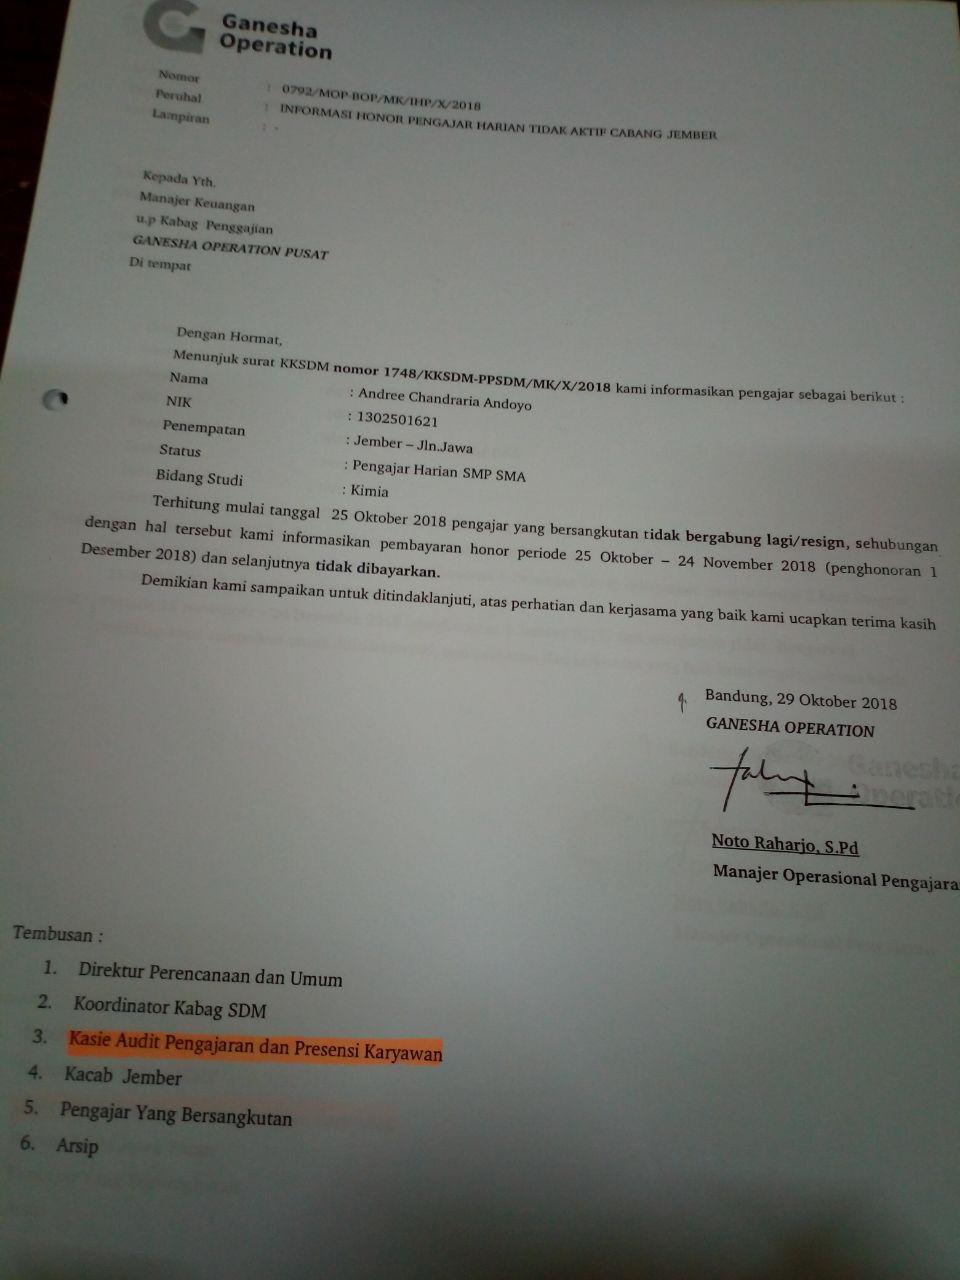 Ganesha
Operation
Nomor : 0792/MOP-BOP/MK/IHP/X/2018
Peruhal : INFORMASI HONOR PENGAJAR HARIAN TIDAK AKTIF CABANG JEMBER
Lampiran : -
Kepada Yth.
Manajer Keuangan
u.p Kabag Penggajian
GANESHA OPERATION PUSAT
Di tempat
Dengan Hormat,
Menunjuk surat KKSDM nomor 1748/KKSDM-PPSDM/MK/X/2018 kami informasikan pengajar sebagai berikut :
Nama : Andree Chandraria Andoyo
NIK : 1302501621
Penempatan : Jember – Jln.Jawa
Status : Pengajar Harian SMP SMA
Bidang Studi : Kimia
Terhitung mulai tanggal 25 Oktober 2018 pengajar yang bersangkutan tidak bergabung lagi/resign, sehubungan
dengan hal tersebut kami informasikan pembayaran honor periode 25 Oktober – 24 November 2018 (penghonoran 1
Desember 2018) dan selanjutnya tidak dibayarkan.
Demikian kami sampaikan untuk ditindaklanjuti, atas perhatian dan kerjasama yang baik kami ucapkan terima kasih
Bandung, 29 Oktober 2018
GANESHA OPERATION
Ganesha
Operatio
Noto Raharjo, S.Pd
Manajer Operasional Pengajara
Tembusan :
1. Direktur Perencanaan dan Umum
2. Koordinator Kabag SDM
3. Kasie Audit Pengajaran dan Presensi Karyawan
4. Kacab Jember
5. Pengajar Yang Bersangkutan
6. Arsip